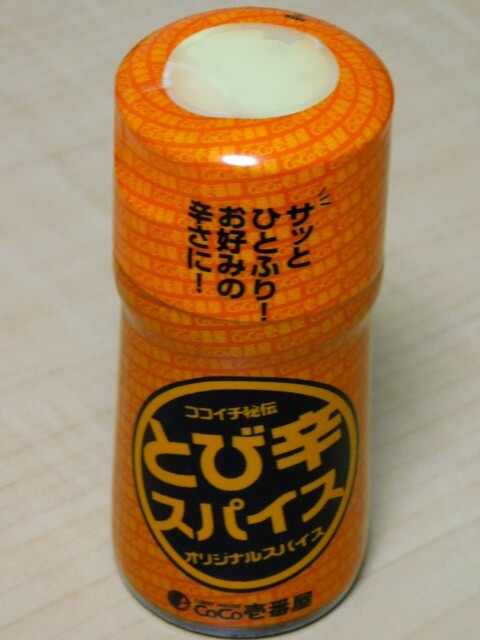 サッと
ひとふり！
お好みの
辛さに！
ココイチ秘伝
とび辛
スパイス
オリジナルスパイス
CURRY HOUSE
CoCo壱番屋